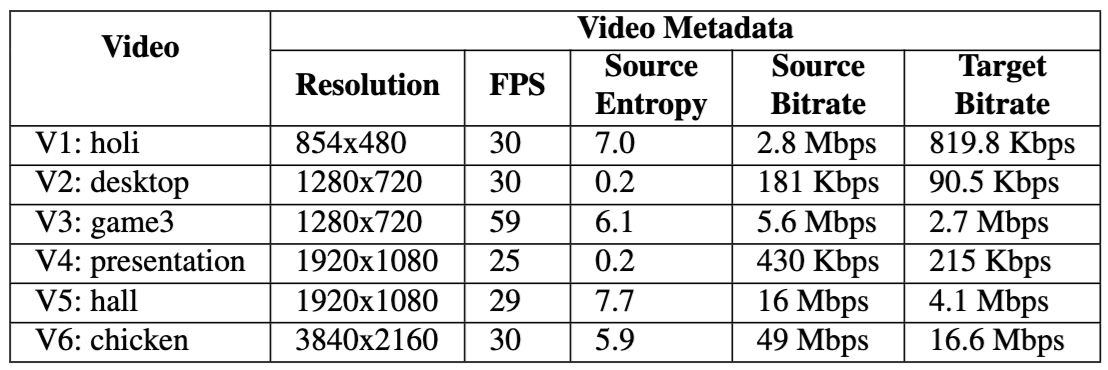 Video Video Metadata
Resolution FPS Source Entropy Source Bitrate Target Bitrate
V1: holi 854x480 30 7.0 2.8 Mbps 819.8 Kbps
V2: desktop 1280x720 30 0.2 181 Kbps 90.5 Kbps
V3: game3 1280x720 59 6.1 5.6 Mbps 2.7 Mbps
V4: presentation 1920x1080 25 0.2 430 Kbps 215 Kbps
V5: hall 1920x1080 29 7.7 16 Mbps 4.1 Mbps
V6: chicken 3840x2160 30 5.9 49 Mbps 16.6 Mbps